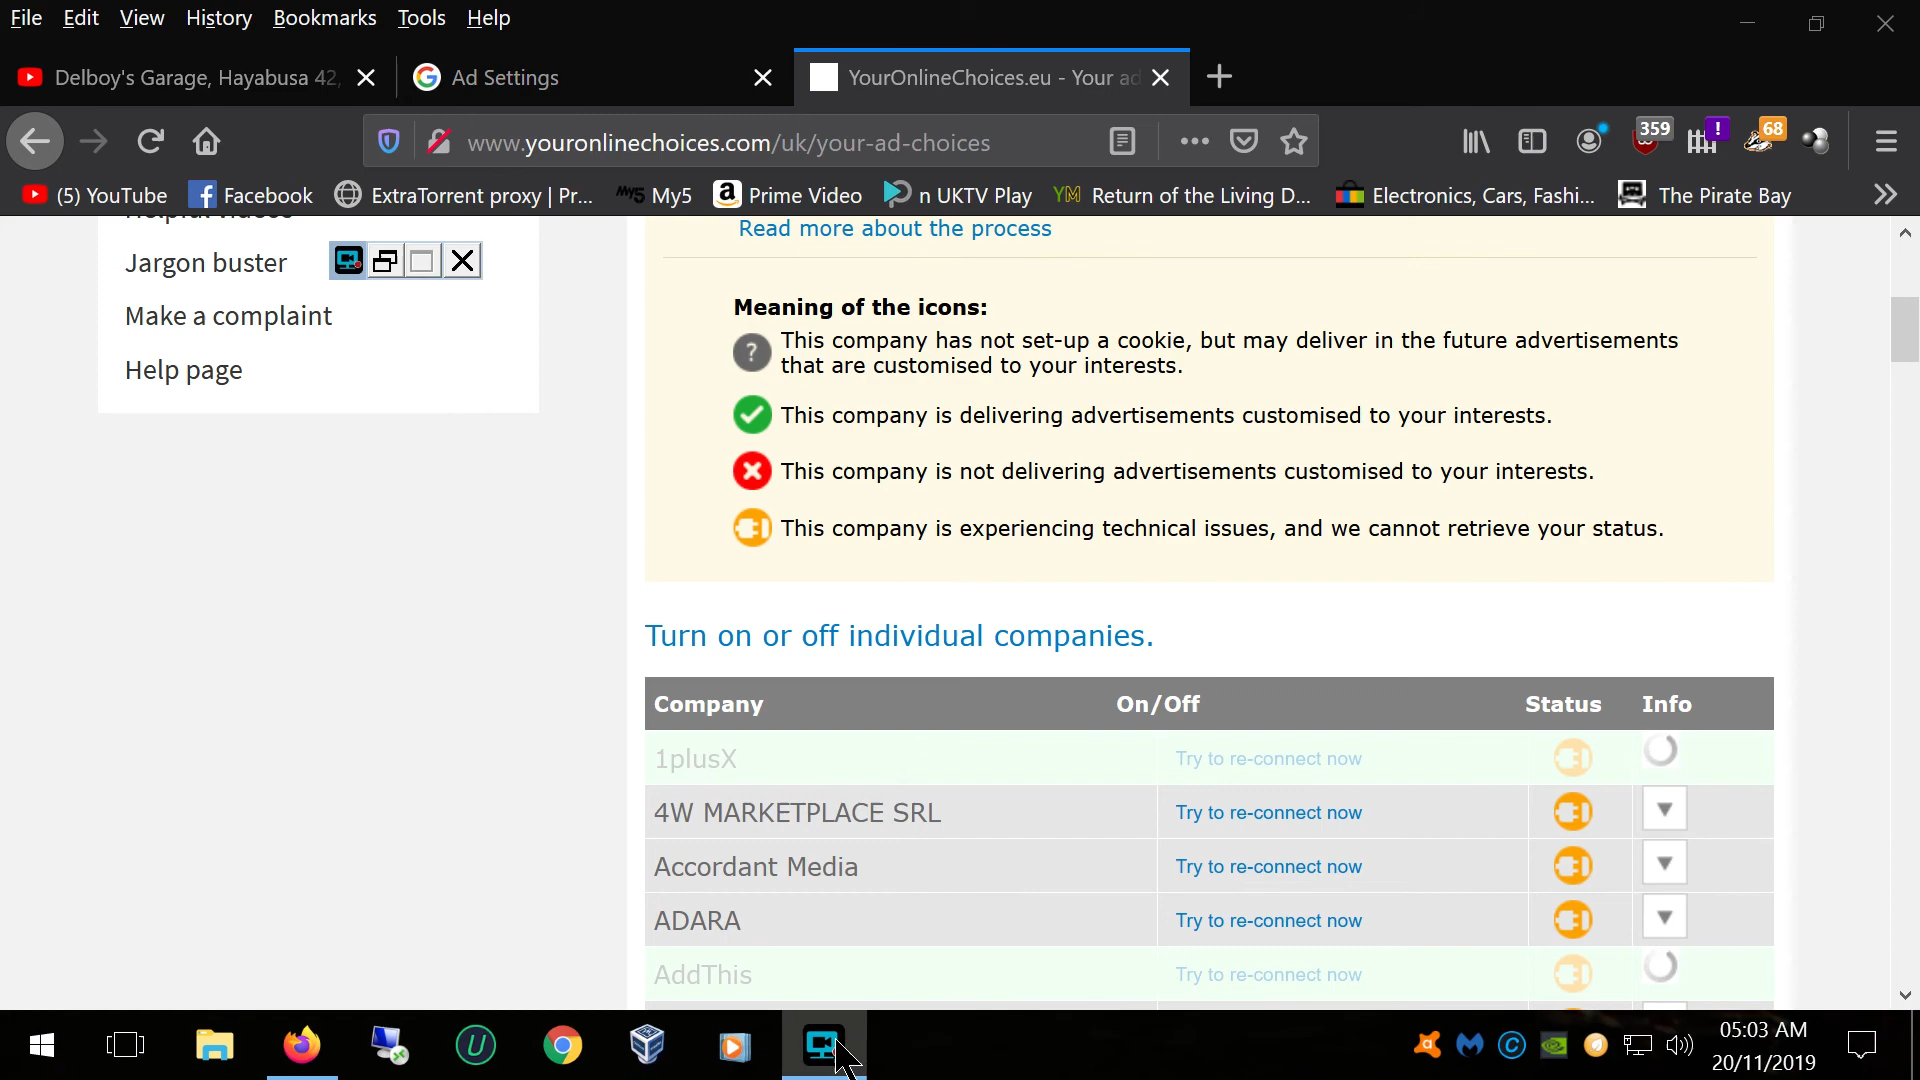 File Edit View History Bookmarks Tools Help
Delboy's Garage, Hayabusa 42,
Ad Settings
YourOnlineChoices.eu - Your ad
www.youronlinechoices.com/uk/your-ad-choices
359
!
68
(5) YouTube
Facebook
ExtraTorrent proxy | Pr...
My5 My5
a Prime Video
n UKTV Play
YM Return of the Living D...
Electronics, Cars, Fashi...
The Pirate Bay
Helpful videos
Jargon buster
Make a complaint
Help page
Read more about the process
Meaning of the icons:
? This company has not set-up a cookie, but may deliver in the future advertisements
that are customised to your interests.
This company is delivering advertisements customised to your interests.
This company is not delivering advertisements customised to your interests.
This company is experiencing technical issues, and we cannot retrieve your status.
Turn on or off individual companies.
Company On/Off Status Info
1plusX Try to re-connect now
4W MARKETPLACE SRL Try to re-connect now
Accordant Media Try to re-connect now
ADARA Try to re-connect now
AddThis Try to re-connect now
05:03 AM
20/11/2019